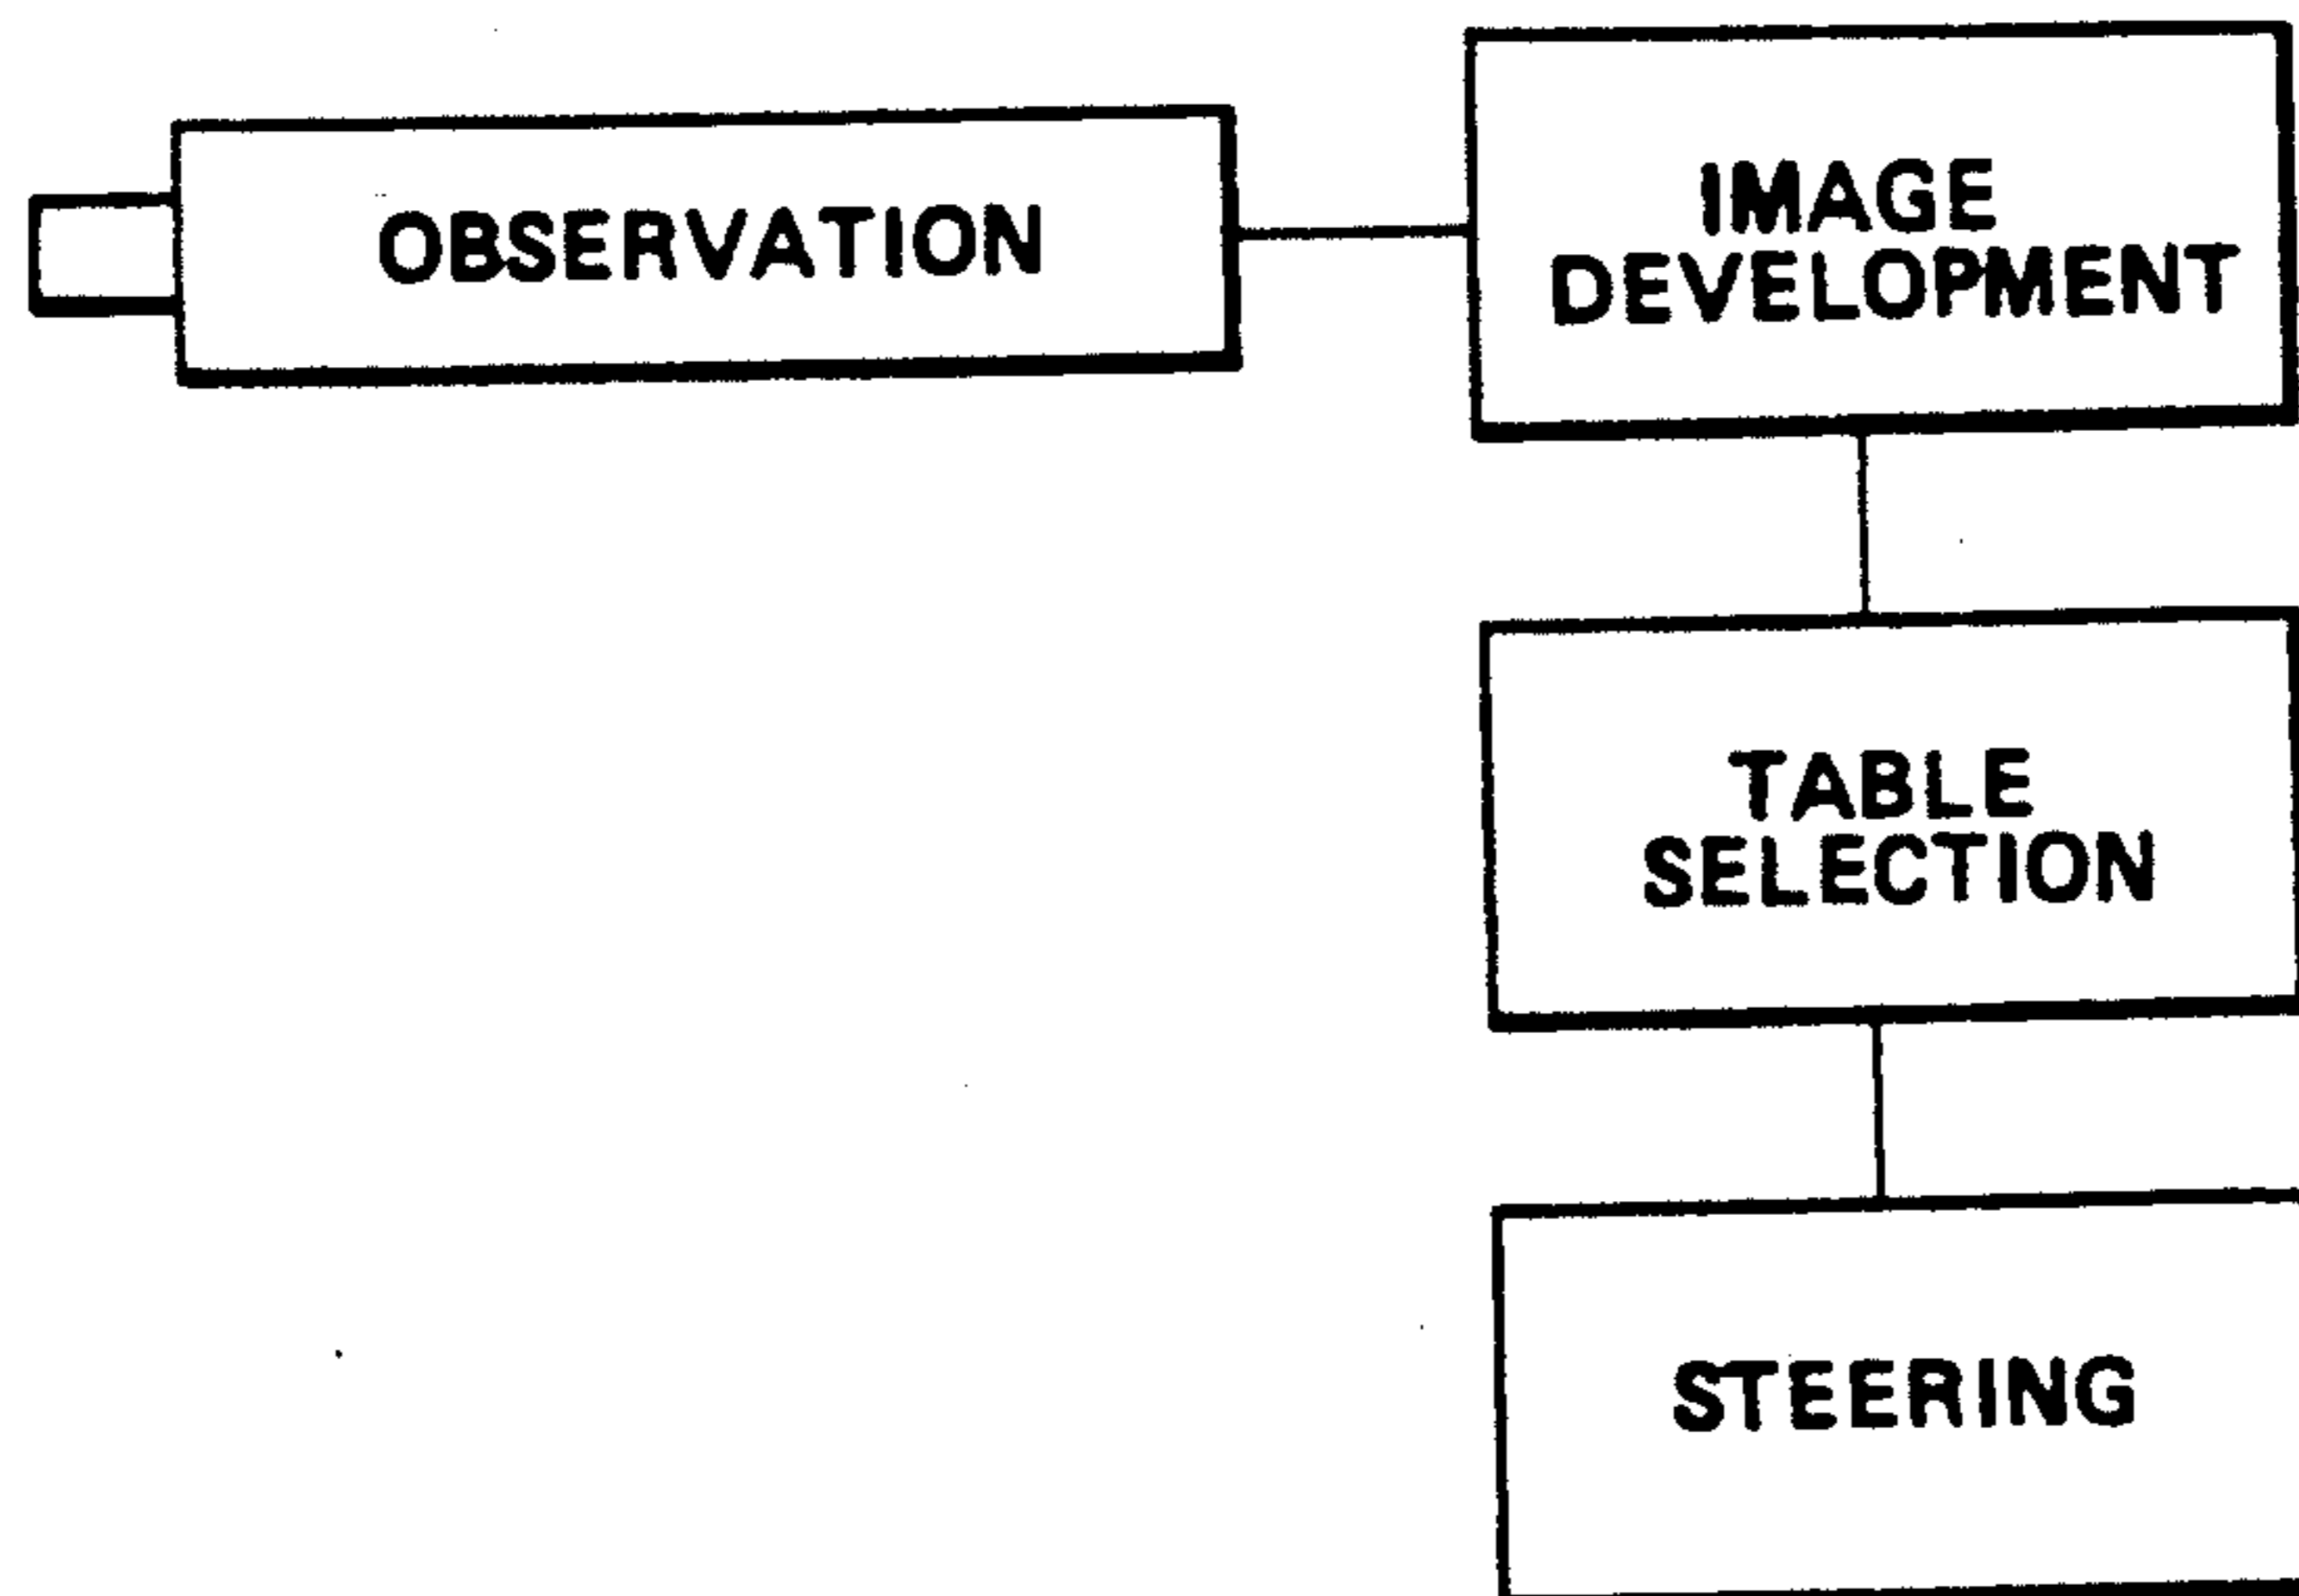 OBSERVATION
IMAGE
DEVELOPMENT
TABLE
SELECTION
STEERING